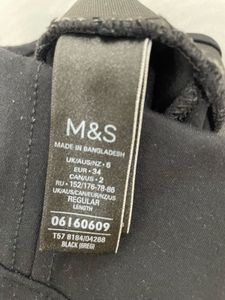 M&S
MADE IN BANGLADESH
UK/AUS/NZ • 6
EUR • 34
CAN/US • 2
RU • 152/176-78-86
UK/AUS/CAN/EUR/NZ/US
REGULAR
LENGTH
06160609
T57 8184/04288
BLACK (BREG)